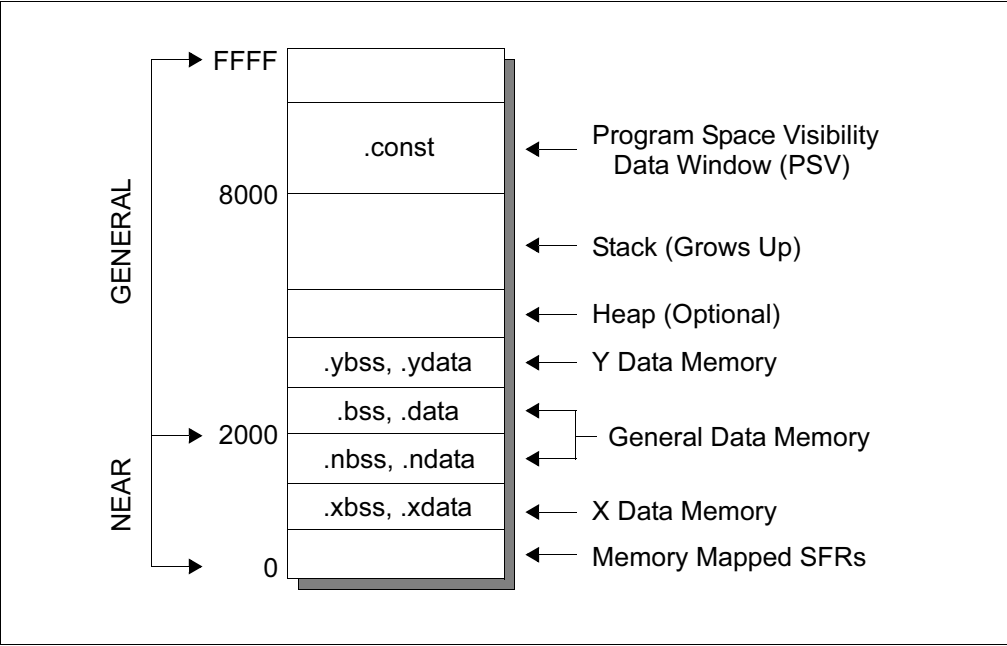 FFFF
.const
Program Space Visibility
Data Window (PSV)
8000
GENERAL
Stack (Grows Up)
Heap (Optional)
.ybss, .ydata
Y Data Memory
.bss, .data
2000
General Data Memory
.nbss, .ndata
NEAR
.xbss, .xdata
X Data Memory
0
Memory Mapped SFRs